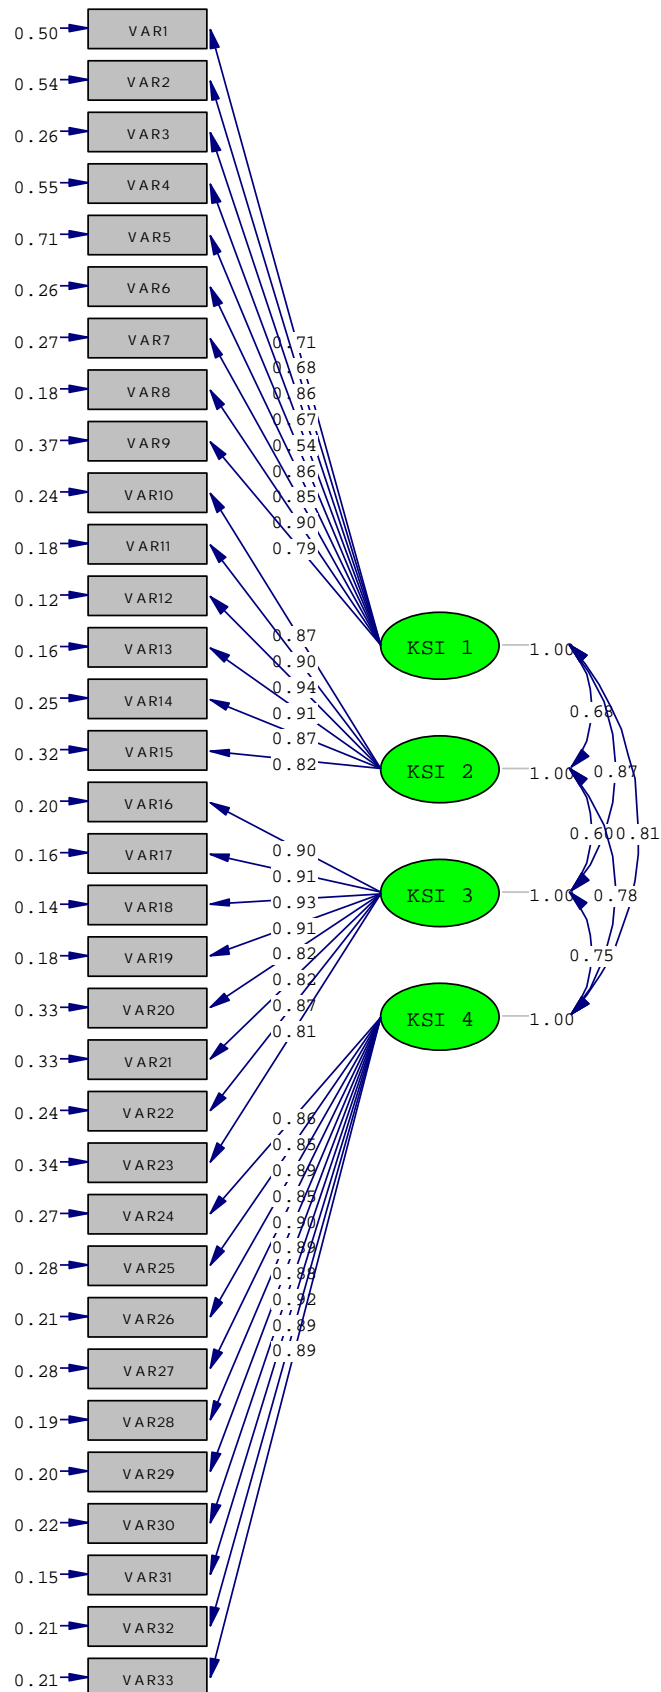 0.50 VAR1
0.54 VAR2
0.26 VAR3
0.55 VAR4
0.71 VAR5
0.26 VAR6
0.27 VAR7
0.71
0.68
0.18 VAR8
0.86
0.67
0.37 VAR9
0.54
0.86
0.24 VAR10
0.85
0.90
0.18 VAR11
0.79
0.12 VAR12
0.87
0.16 VAR13
KSI 1 1.00
0.90
0.94
0.25 VAR14
0.91
0.68
0.87
0.32 VAR15
0.82
KSI 2 1.00 0.87
0.20 VAR16
0.60 0.81
0.90
0.16 VAR17
0.91
0.93
KSI 3 1.00 0.78
0.14 VAR18
0.91
0.18 VAR19
0.82
0.75
0.82
0.33 VAR20
0.87
KSI 4 1.00
0.81
0.33 VAR21
0.24 VAR22
0.86
0.85
0.34 VAR23
0.89
0.85
0.27 VAR24
0.90
0.89
0.28 VAR25
0.88
0.92
0.21 VAR26
0.89
0.89
0.28 VAR27
0.19 VAR28
0.20 VAR29
0.22 VAR30
0.15 VAR31
0.21 VAR32
0.21 VAR33